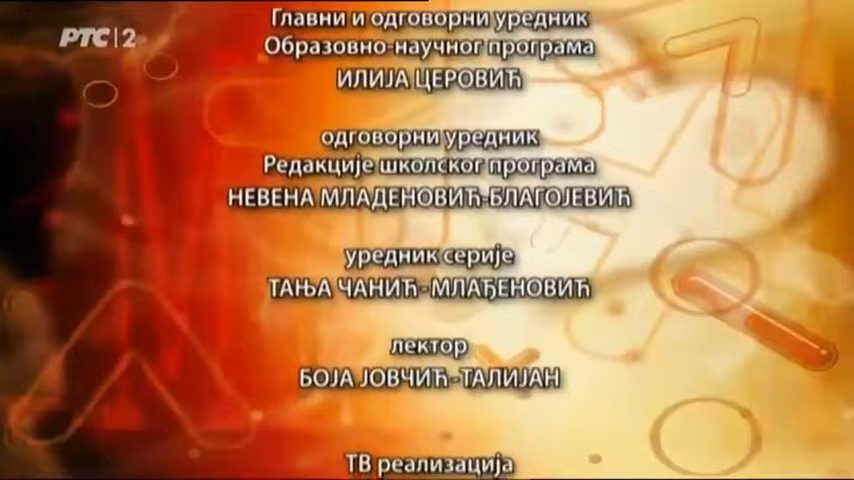 РТС|2
Главни и одговорни уредник
Образовно-научног програма
ИЛИЈА ЦЕРОВИЋ
одговорни уредник
Редакције школског програма
НЕВЕНА МЛАДЕНОВИЋ-БЛАГОЈЕВИЋ
уредник серије
ТАЊА ЧАНИЋ-МЛАЂЕНОВИЋ
лектор
БОЈА ЈОВЧИЋ-ТАЛИЈАН
ТВ реализација